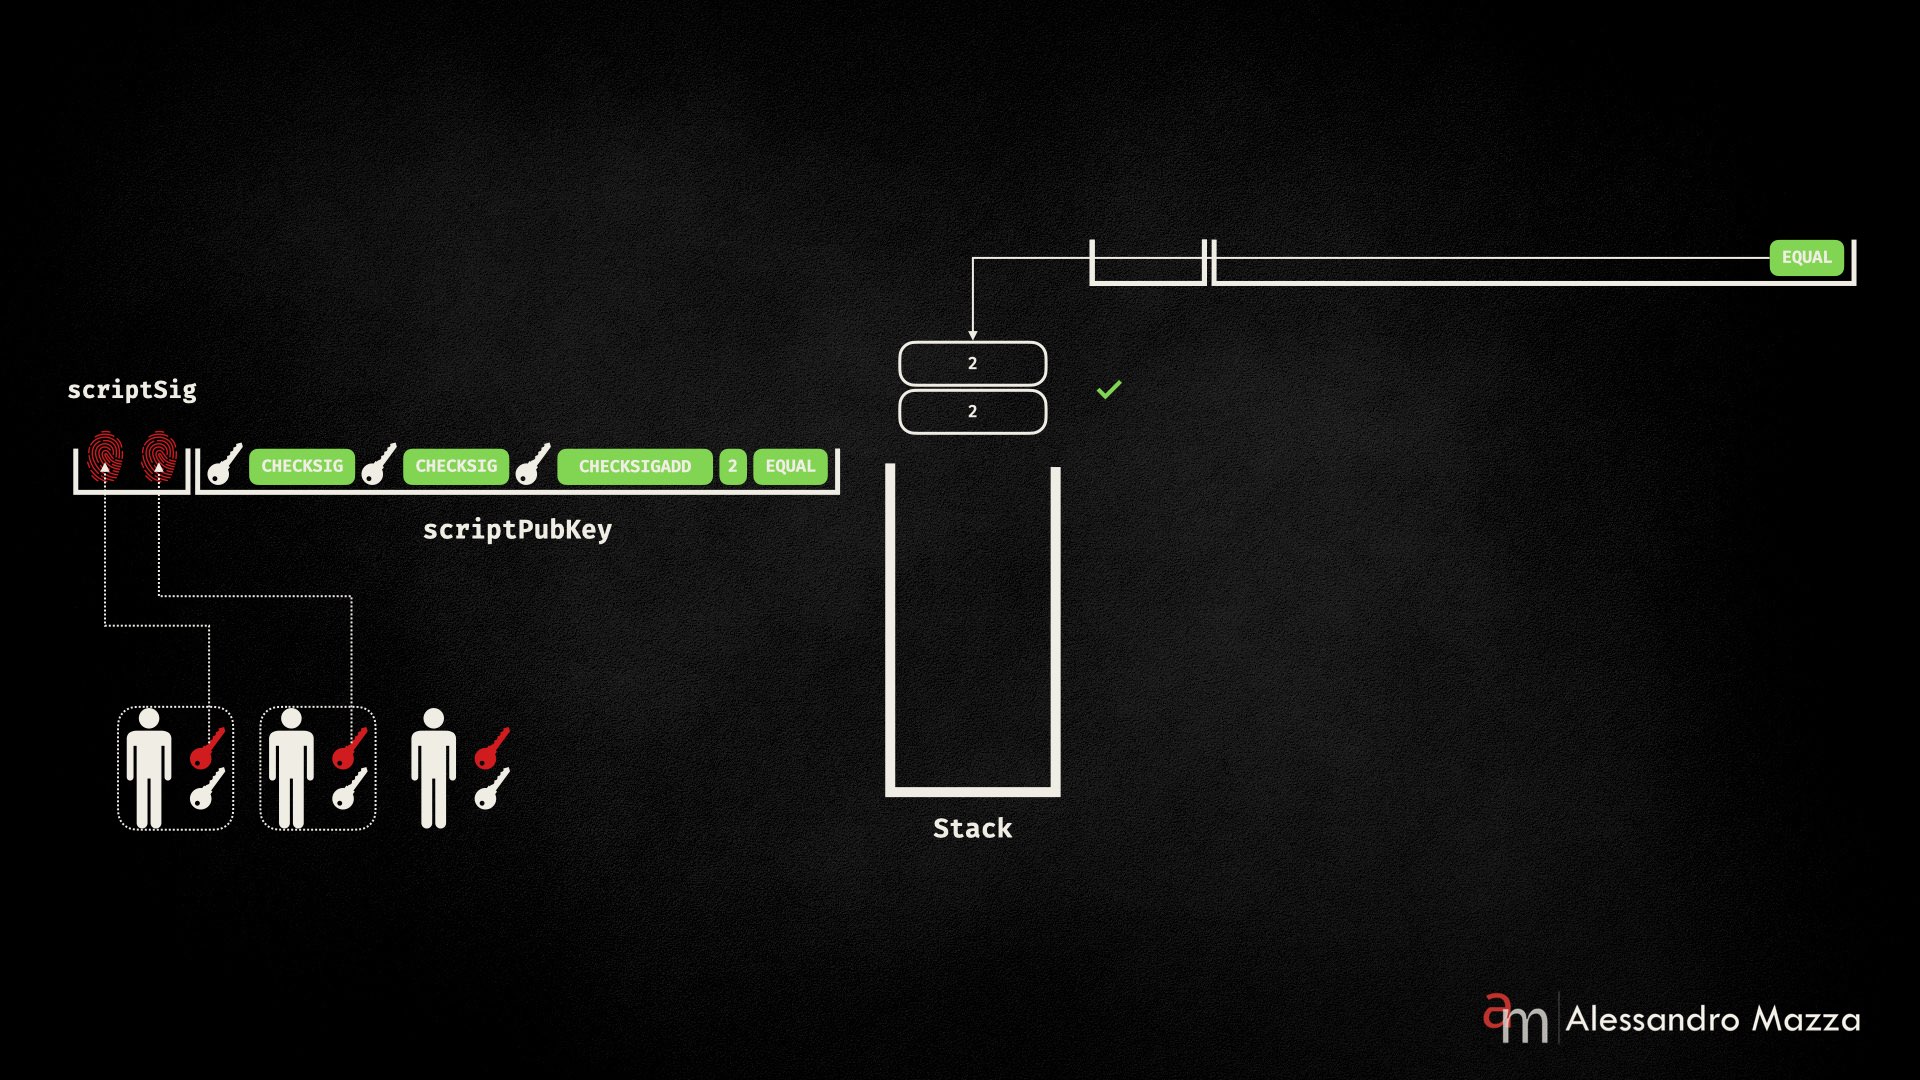 EQUAL
2
2
scriptSig
CHECKSIG CHECKSIG CHECKSIGADD 2 EQUAL
scriptPubKey
Stack
am Alessandro Mazza